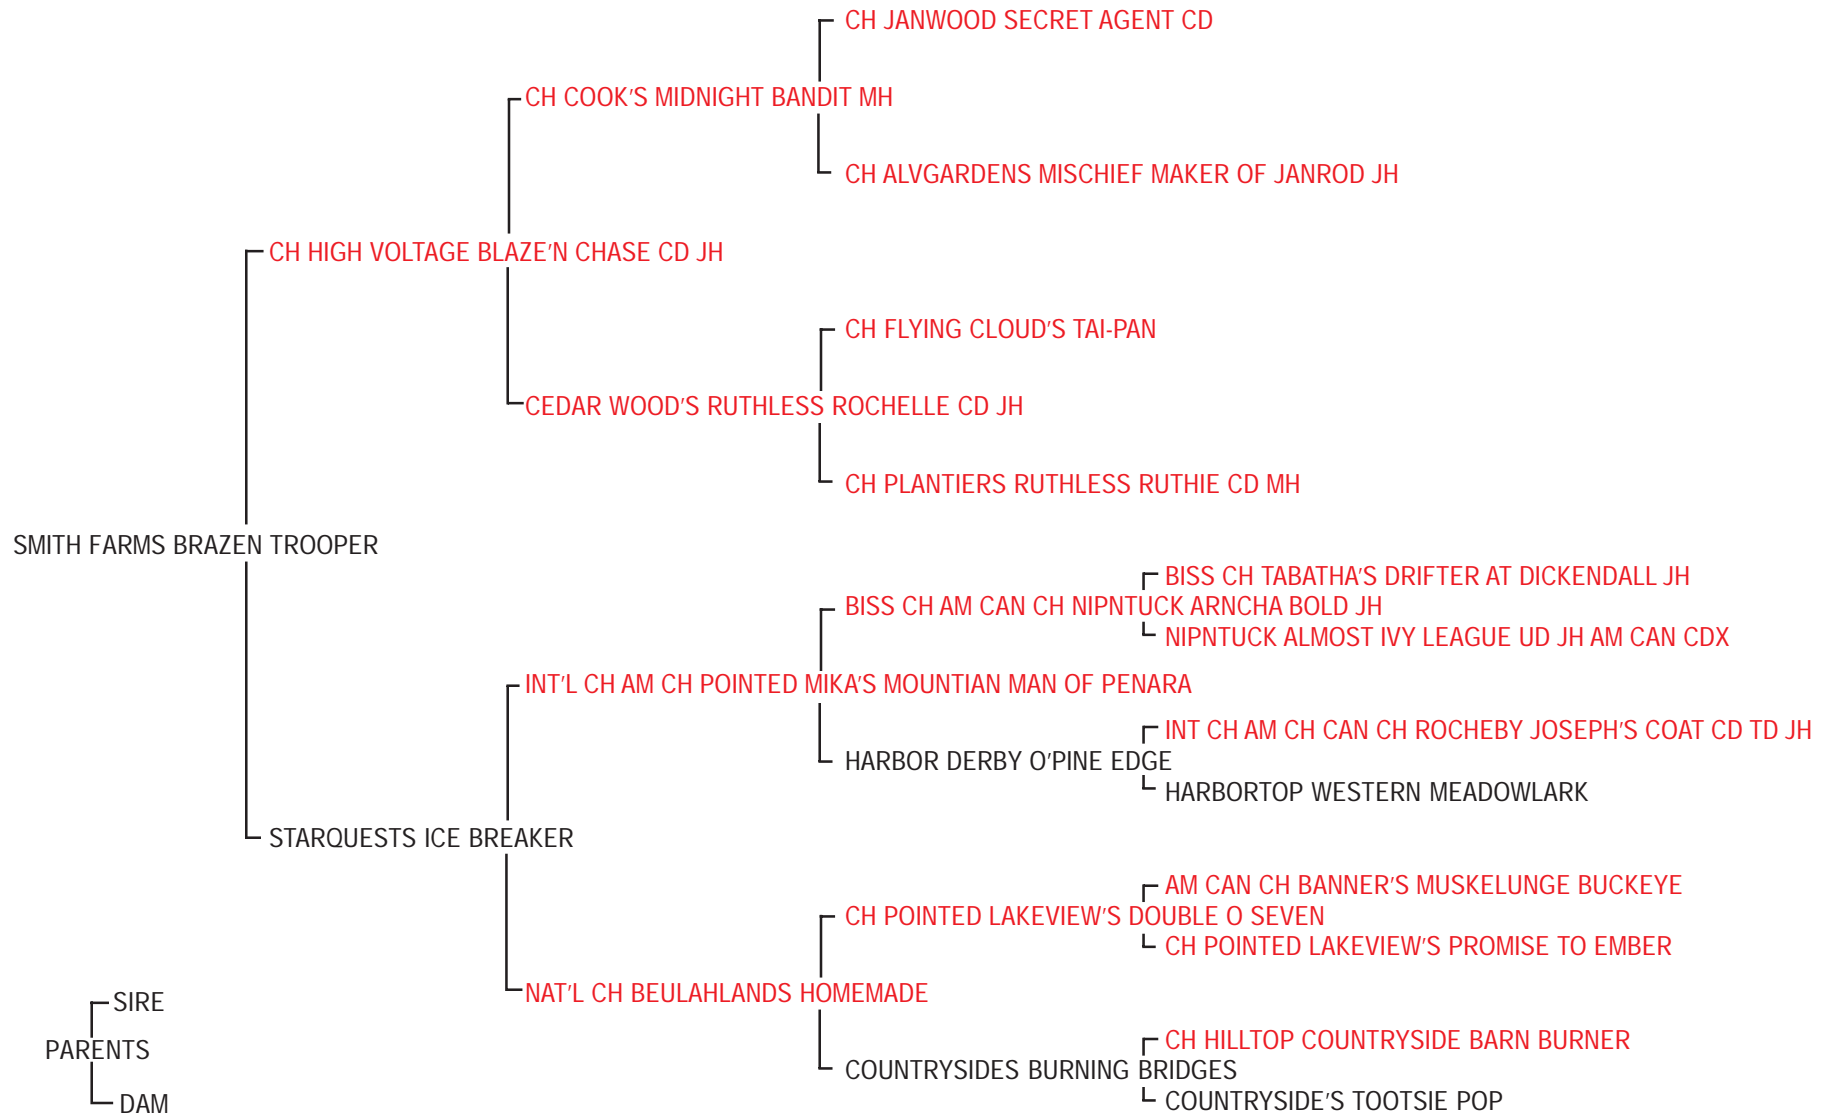 CH JANWOOD SECRET AGENT CD
CH COOK'S MIDNIGHT BANDIT MH
CH ALVGARDENS MISCHIEF MAKER OF JANROD JH
CH HIGH VOLTAGE BLAZE'N CHASE CD JH
CH FLYING CLOUD'S TAI-PAN
CEDAR WOOD'S RUTHLESS ROCHELLE CD JH
CH PLANTIERS RUTHLESS RUTHIE CD MH
SMITH FARMS BRAZEN TROOPER
BISS CH TABATHA'S DRIFTER AT DICKENDALL JH
BISS CH AM CAN CH NIPNTUCK ARNCHA BOLD JH
NIPNTUCK ALMOST IVY LEAGUE UD JH AM CAN CDX
INT'L CH AM CH POINTED MIKA'S MOUNTIAN MAN OF PENARA
INT CH AM CH CAN CH ROCHEBY JOSEPH'S COAT CD TD JH
HARBOR DERBY O'PINE EDGE
HARBORTOP WESTERN MEADOWLARK
STARQUESTS ICE BREAKER
AM CAN CH BANNER'S MUSKELUNGE BUCKEYE
CH POINTED LAKEVIEW'S DOUBLE O SEVEN
CH POINTED LAKEVIEW'S PROMISE TO EMBER
NAT'L CH BEULAHLANDS HOMEMADE
CH HILLTOP COUNTRYSIDE BARN BURNER
COUNTRYSIDES BURNING BRIDGES
COUNTRYSIDE'S TOOTSIE POP
SIRE
PARENTS
DAM